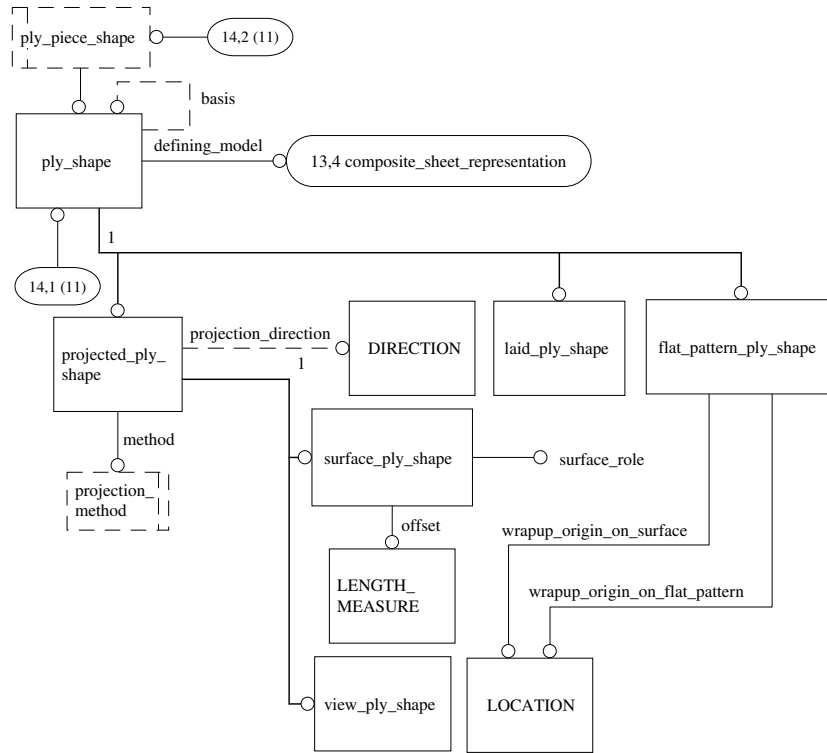 ply_piece_shape
14,2 (11)
basis
defining_model
ply_shape
13,4 composite_sheet_representation
1
14,1 (11)
projection_direction
1
projected_ply_
shape
DIRECTION
laid_ply_shape
flat_pattern_ply_shape
method
surface_ply_shape
surface_role
projection_
method
offset
wrapup_origin_on_surface
LENGTH_
MEASURE
wrapup_origin_on_flat_pattern
view_ply_shape
LOCATION